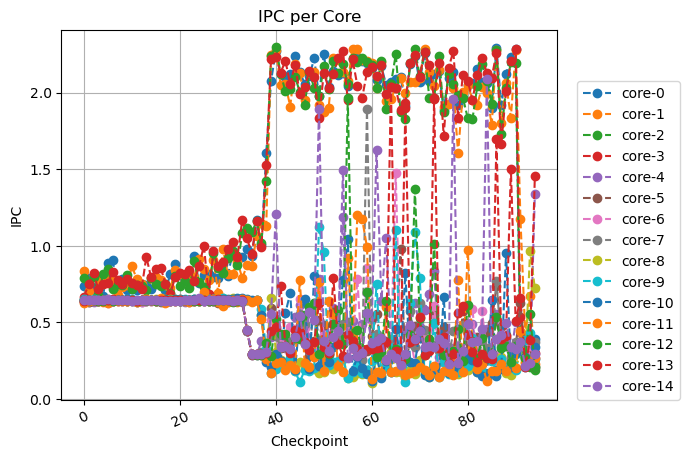 IPC per Core
IPC
2.0
1.5
1.0
0.5
0.0
0
20
40
60
80
Checkpoint
core-0
core-1
core-2
core-3
core-4
core-5
core-6
core-7
core-8
core-9
core-10
core-11
core-12
core-13
core-14